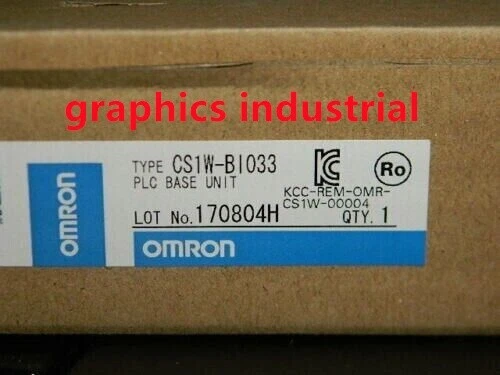 graphics industrial
TYPE CS1W-BI033
PLC BASE UNIT
KC
Ro
KCC-REM-OMR-
CS1W-00004
LOT No. 170804H
QTY. 1
OMRON
OMRON